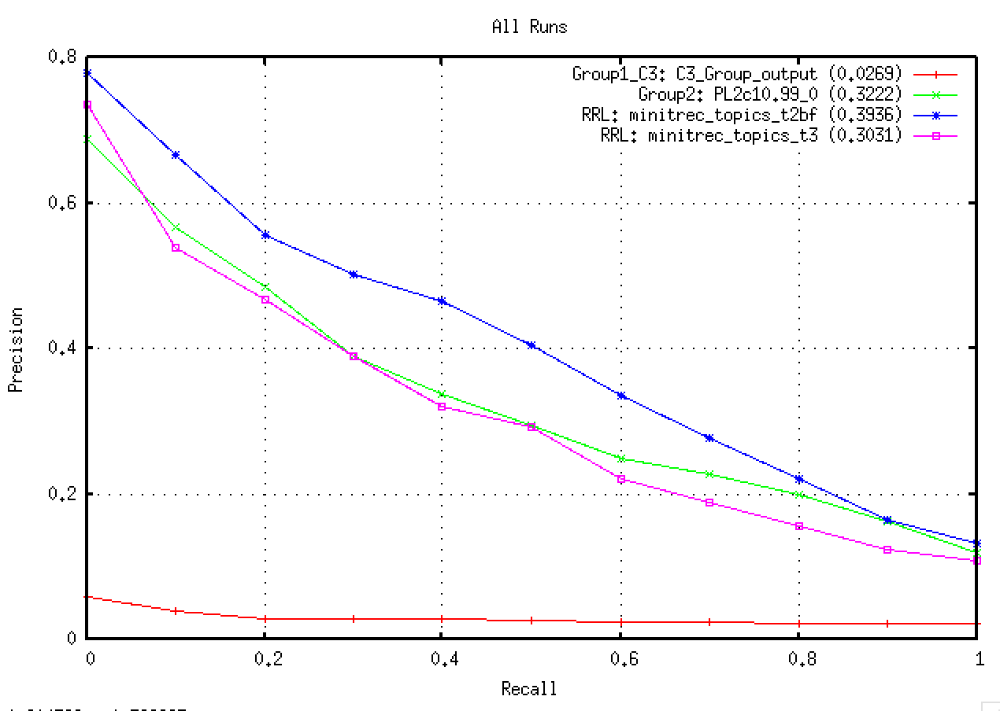 All Runs
Group1_C3: C3_Group_output (0.0269)
Group2: PL2c10.99_0 (0.3222)
RRL: minitrec_topics_t2bf (0.3936)
RRL: minitrec_topics_t3 (0.3031)
0.8
0.6
0.4
0.2
0
Precision
0 0.2 0.4 0.6 0.8 1
Recall